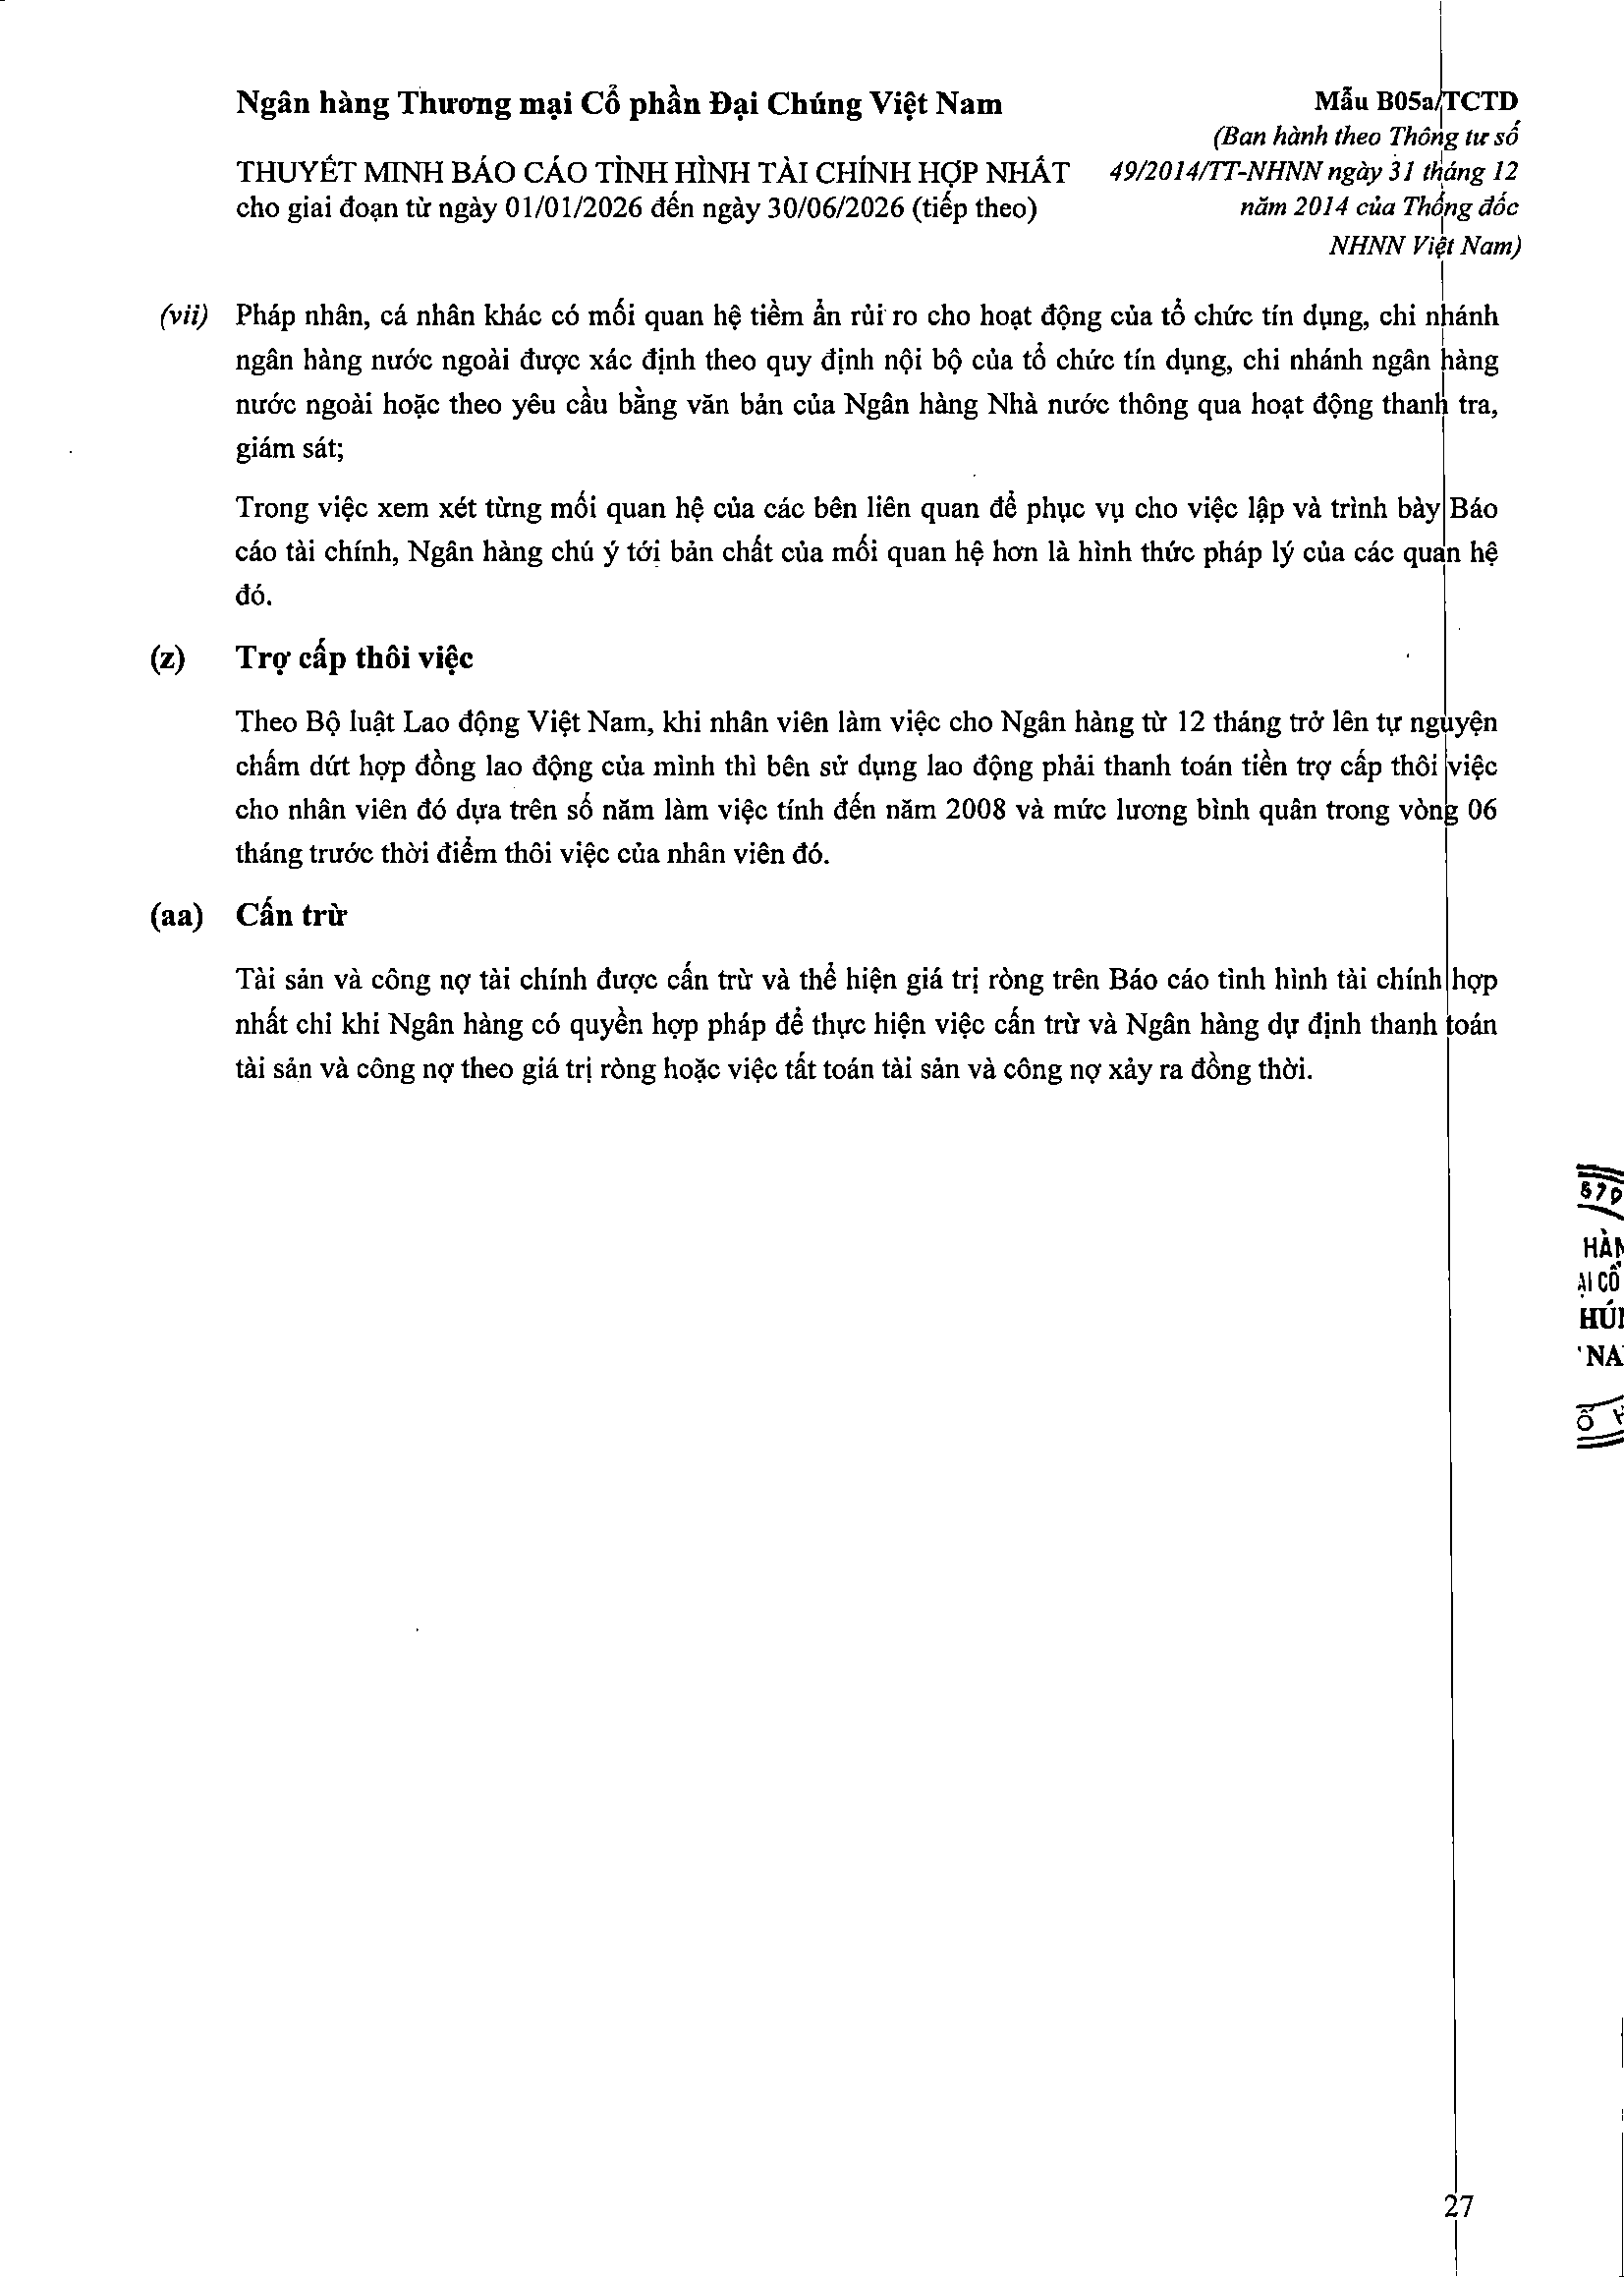 Ngân hàng Thương mại Cổ phần Đại Chúng Việt Nam
THUYẾT MINH BÁO CÁO TÌNH HÌNH TÀI CHÍNH HỢP NHẤT
cho giai đoạn từ ngày 01/01/2026 đến ngày 30/06/2026 (tiếp theo)
Mẫu B05a/TCTD
(Ban hành theo Thông tư số
49/2014/TT-NHNN ngày 31 tháng 12
năm 2014 của Thống đốc
NHNN Việt Nam)
(vii) Pháp nhân, cá nhân khác có mối quan hệ tiềm ẩn rủi ro cho hoạt động của tổ chức tín dụng, chi nhánh
ngân hàng nước ngoài được xác định theo quy định nội bộ của tổ chức tín dụng, chi nhánh ngân hàng
nước ngoài hoặc theo yêu cầu bằng văn bản của Ngân hàng Nhà nước thông qua hoạt động thanh tra,
giám sát;
Trong việc xem xét từng mối quan hệ của các bên liên quan để phục vụ cho việc lập và trình bày Báo
cáo tài chính, Ngân hàng chú ý tới bản chất của mối quan hệ hơn là hình thức pháp lý của các quan hệ
đó.
(z) Trợ cấp thôi việc
Theo Bộ luật Lao động Việt Nam, khi nhân viên làm việc cho Ngân hàng từ 12 tháng trở lên tự nguyện
chấm dứt hợp đồng lao động của mình thì bên sử dụng lao động phải thanh toán tiền trợ cấp thôi việc
cho nhân viên đó dựa trên số năm làm việc tính đến năm 2008 và mức lương bình quân trong vòng 06
tháng trước thời điểm thôi việc của nhân viên đó.
(aa) Cấn trừ
Tài sản và công nợ tài chính được cấn trừ và thể hiện giá trị ròng trên Báo cáo tình hình tài chính hợp
nhất chỉ khi Ngân hàng có quyền hợp pháp để thực hiện việc cấn trừ và Ngân hàng dự định thanh toán
tài sản và công nợ theo giá trị ròng hoặc việc tất toán tài sản và công nợ xảy ra đồng thời.
27